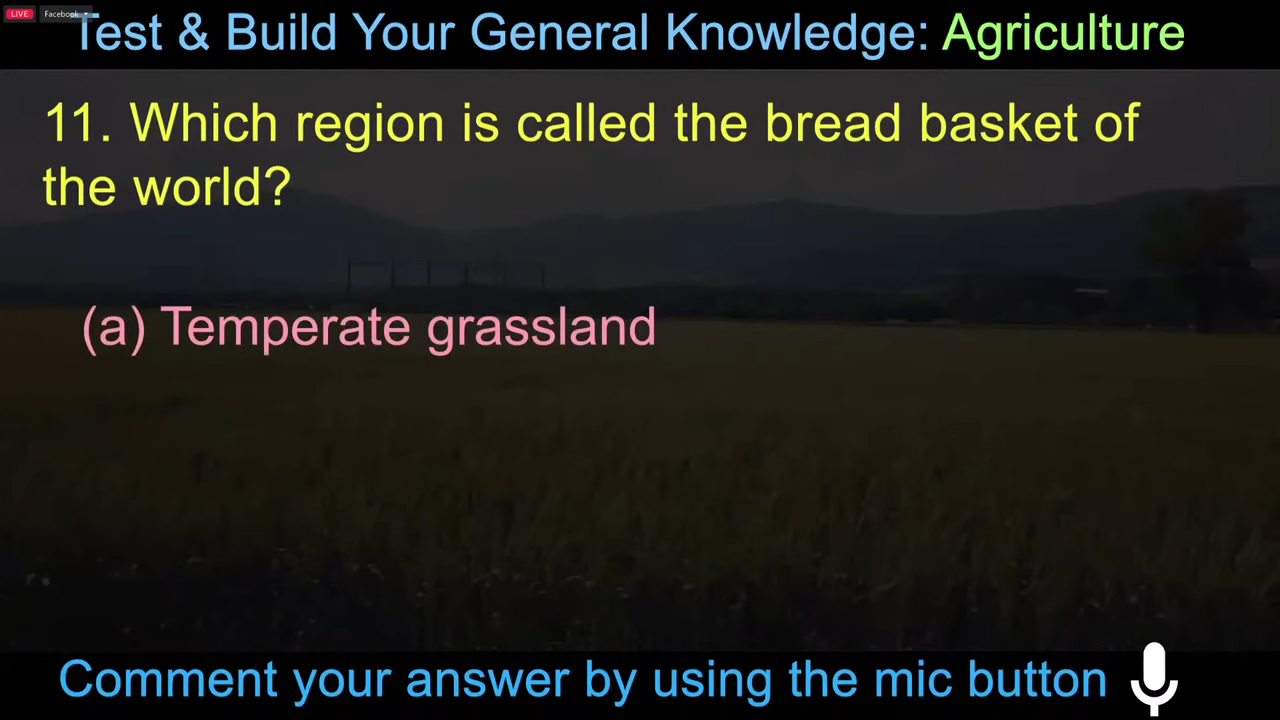 LIVE Facebook
Test & Build Your General Knowledge: Agriculture
11. Which region is called the bread basket of
the world?
(a) Temperate grassland
Comment your answer by using the mic button